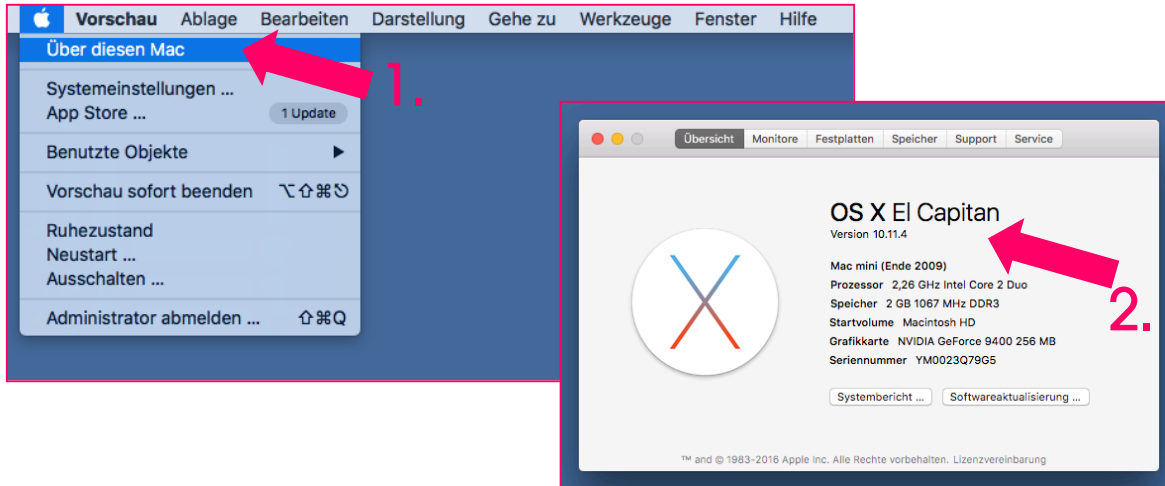 Vorschau Ablage Bearbeiten Darstellung Gehe zu Werkzeuge Fenster Hilfe
Über diesen Mac
1.
Systemeinstellungen ...
App Store ... 1 Update
Benutzte Objekte ▶
Vorschau sofort beenden ⌥⇧⌘⎋
Ruhezustand
Neustart ...
Ausschalten ...
Administrator abmelden ... ⇧⌘Q
Übersicht Monitore Festplatten Speicher Support Service
OS X El Capitan
Version 10.11.4
2.
Mac mini (Ende 2009)
Prozessor 2,26 GHz Intel Core 2 Duo
Speicher 2 GB 1067 MHz DDR3
Startvolume Macintosh HD
Grafikkarte NVIDIA GeForce 9400 256 MB
Seriennummer YM0023Q79G5
Systembericht ... Softwareaktualisierung ...
™ and © 1983-2016 Apple Inc. Alle Rechte vorbehalten. Lizenzvereinbarung